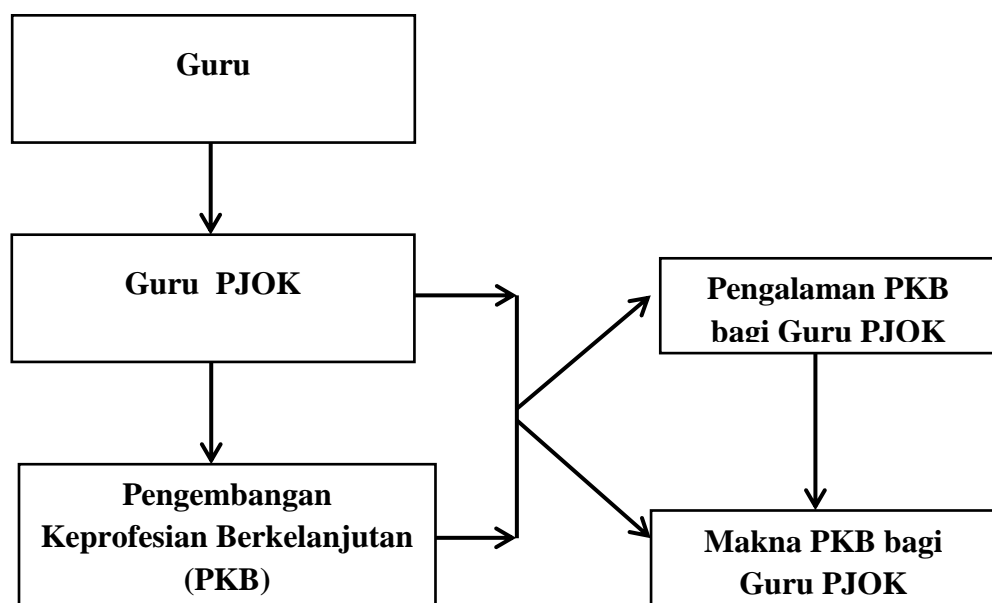 Guru
Guru PJOK
Pengalaman PKB
bagi Guru PJOK
Pengembangan
Keprofesian Berkelanjutan
(PKB)
Makna PKB bagi
Guru PJOK